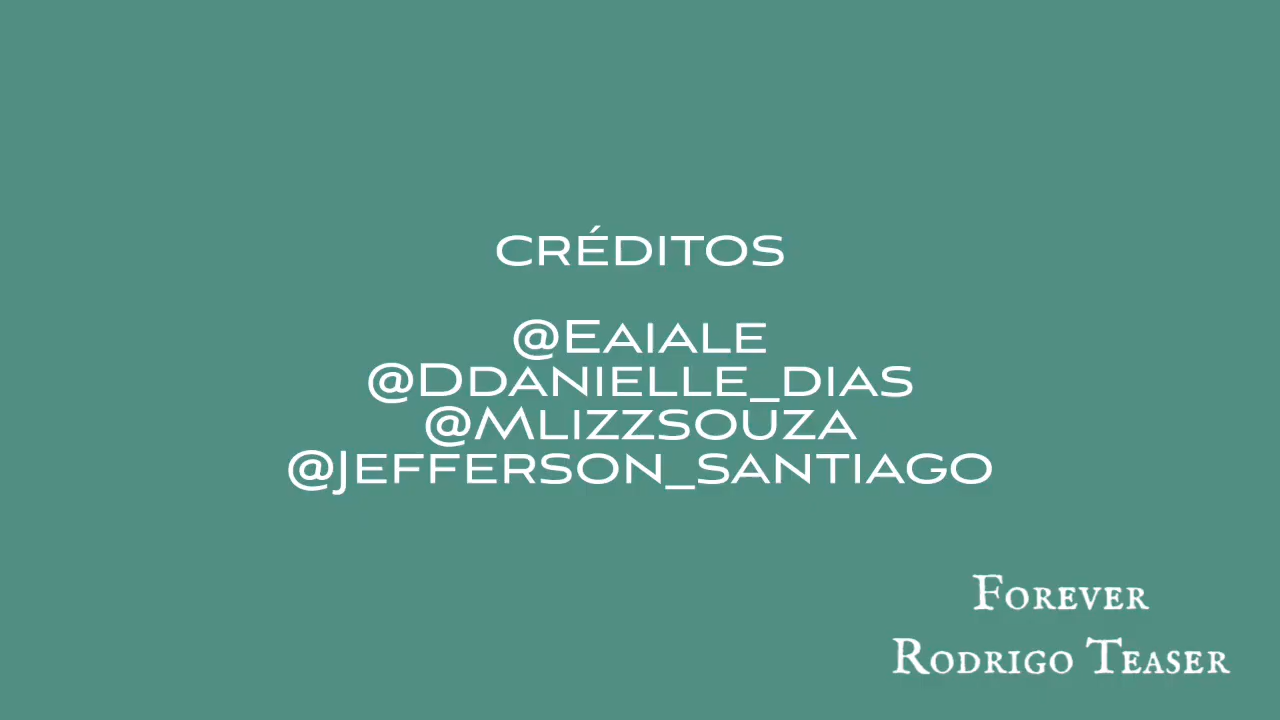 CRÉDITOS
@EAIALE
@DDANIELLE_DIAS
@MLIZZSOUZA
@JEFFERSON_SANTIAGO
FOREVER
RODRIGO TEASER